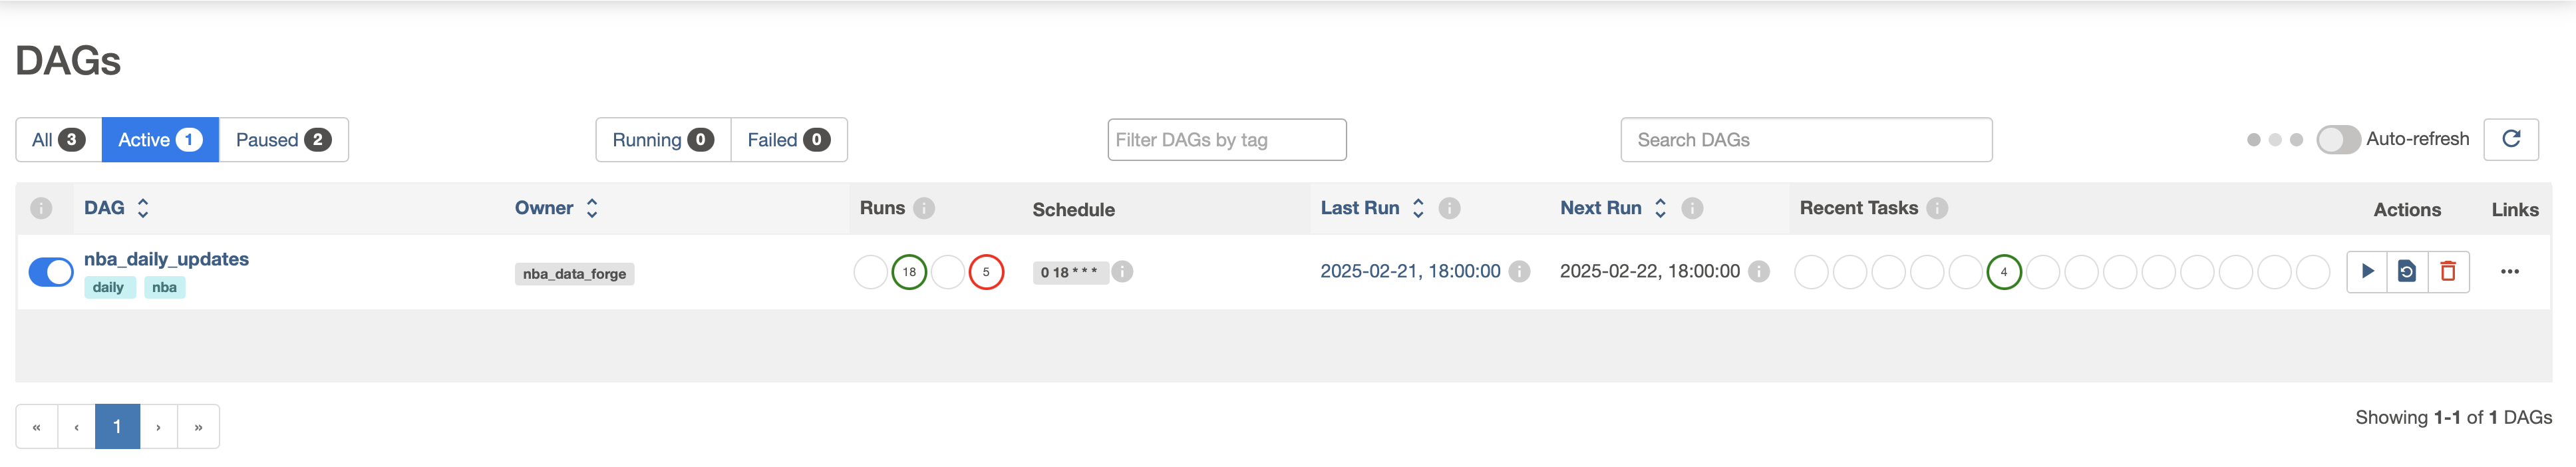 DAGs
All 3 Active 1 Paused 2 Running 0 Failed 0 Filter DAGs by tag Search DAGs Auto-refresh
DAG Owner Runs Schedule Last Run Next Run Recent Tasks Actions Links
nba_daily_updates
daily nba
nba_data_forge 18 5 0 18 * * * 2025-02-21, 18:00:00 2025-02-22, 18:00:00 4
« ‹ 1 › »
Showing 1-1 of 1 DAGs